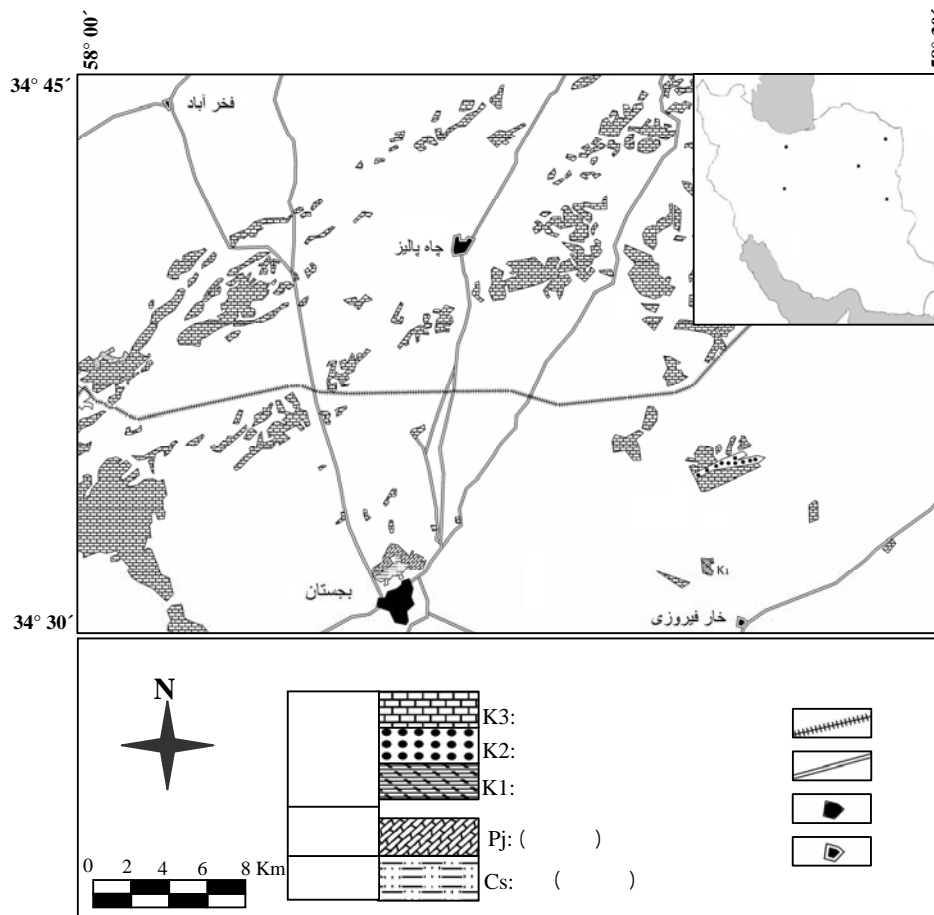 58° 00´
34° 45´
فخر آباد
چاه پالیز
K1
بجستان
خار فیروزی
34° 30´
N
K3:
K2:
K1:
Pj: ( )
Cs: ( )
0 2 4 6 8 Km